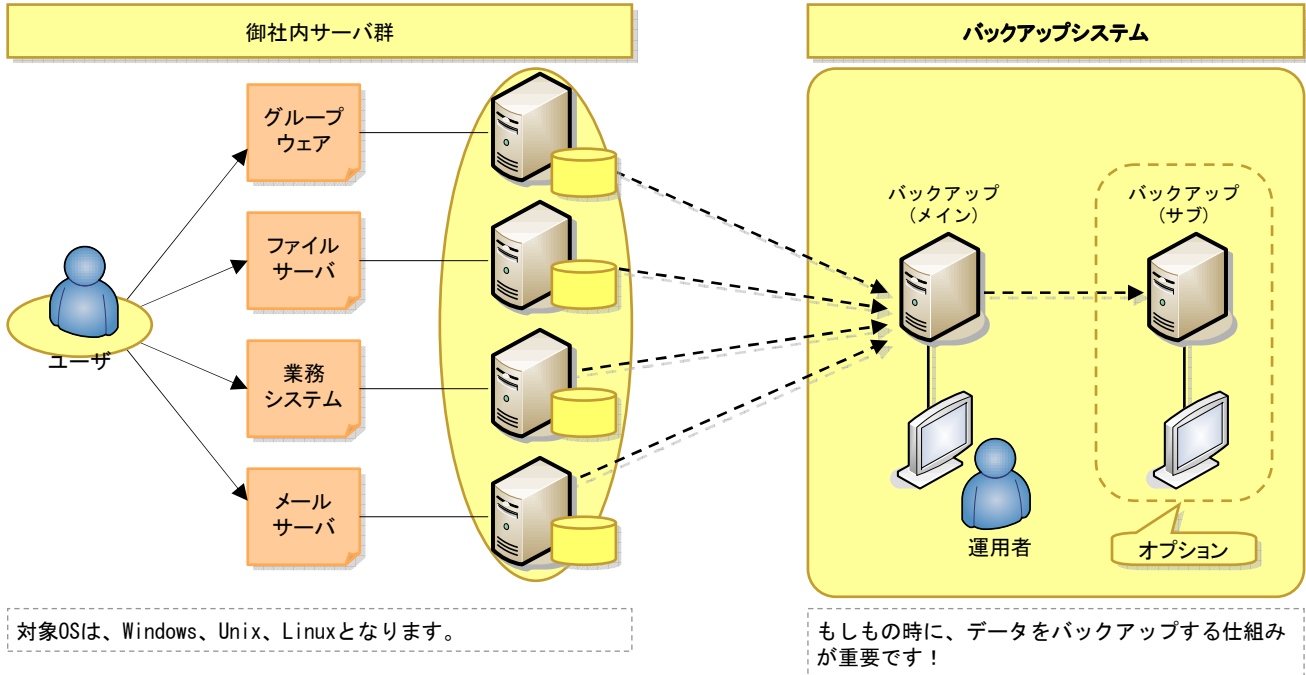 御社内サーバ群
バックアップシステム
グループ
ウェア
ファイル
サーバ
業務
システム
メール
サーバ
ユーザ
バックアップ
(メイン)
バックアップ
(サブ)
運用者
オプション
対象OSは、Windows、Unix、Linuxとなります。
もしもの時に、データをバックアップする仕組み
が重要です！